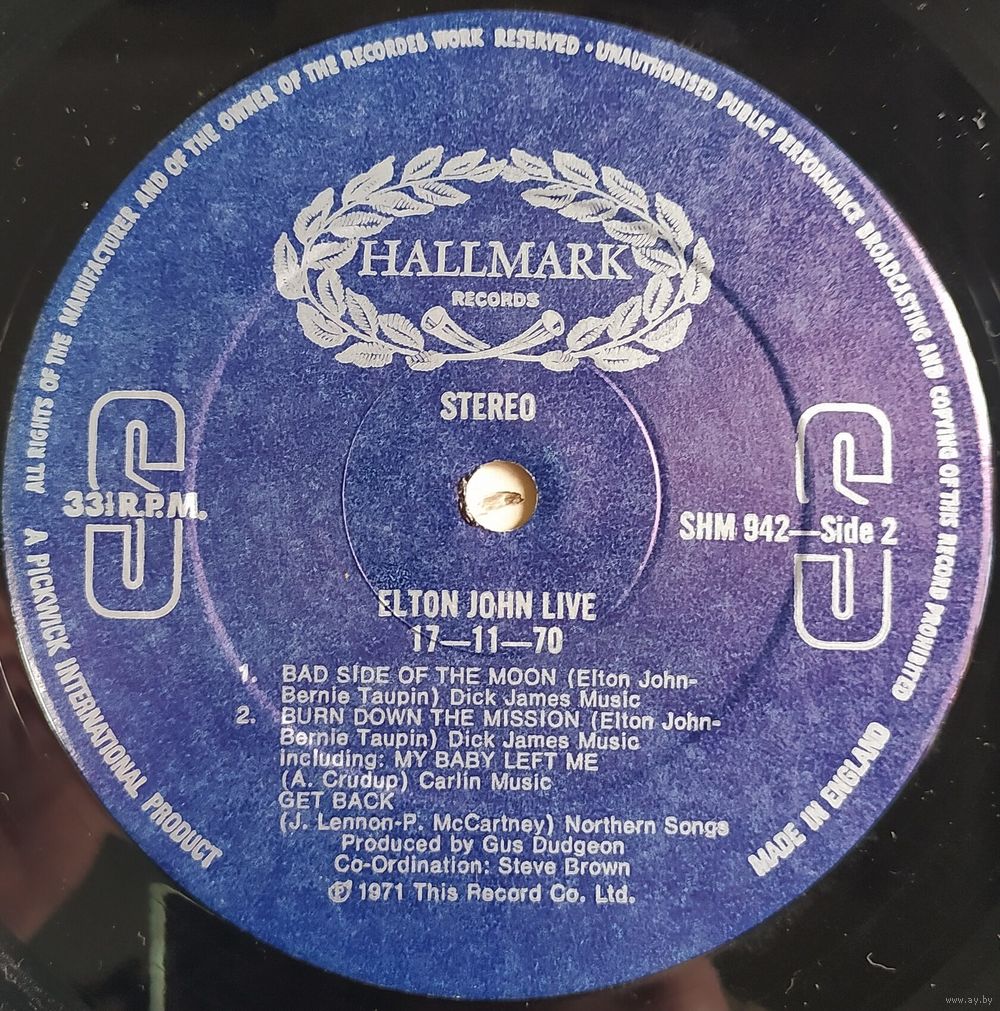 ALL RIGHTS OF THE MANUFACTURER AND OF THE OWNER OF THE RECORDED WORK RESERVED • UNAUTHORISED PUBLIC PERFORMANCE BROADCASTING AND COPYING OF THIS RECORD PROHIBITED
HALLMARK
RECORDS
STEREO
33⅓ R.P.M.
SHM 942—Side 2
ELTON JOHN LIVE
17—11—70
1. BAD SIDE OF THE MOON (Elton John-
Bernie Taupin) Dick James Music
2. BURN DOWN THE MISSION (Elton John-
Bernie Taupin) Dick James Music
including: MY BABY LEFT ME
(A. Crudup) Carlin Music
GET BACK
(J. Lennon-P. McCartney) Northern Songs
Produced by Gus Dudgeon
Co-Ordination: Steve Brown
℗ 1971 This Record Co. Ltd.
A PICKWICK INTERNATIONAL PRODUCT
MADE IN ENGLAND
www.ay.by